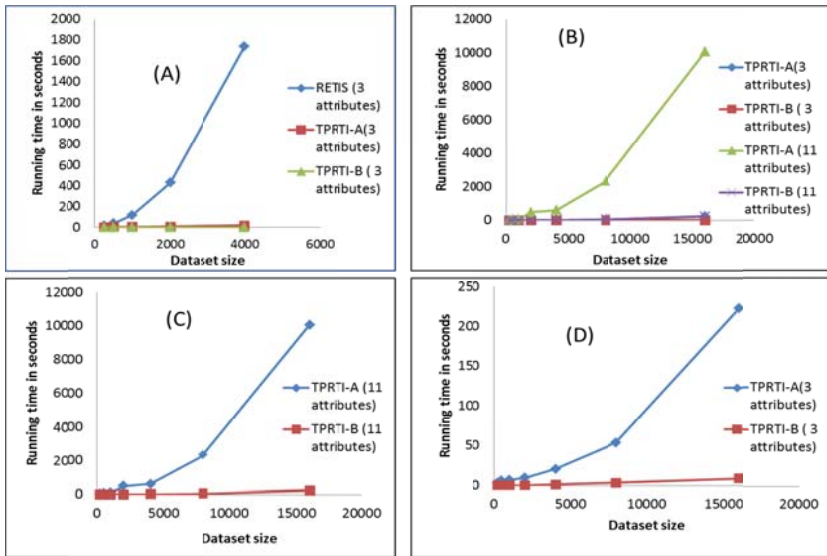 2000
1800
1600
1400
1200
1000
800
600
400
200
0
Running time in seconds
(A)
RETIS (3
attributes)
TPRTI-A(3
attributes)
TPRTI-B ( 3
attributes)
0
2000
4000
6000
Dataset size
12000
10000
8000
6000
4000
2000
0
Running time in seconds
(B)
TPRTI-A(3
attributes)
TPRTI-B ( 3
attributes)
TPRTI-A (11
attributes)
TPRTI-B (11
attributes)
0
5000
10000
15000
20000
Dataset size
12000
10000
8000
6000
4000
2000
0
Running time in seconds
(C)
TPRTI-A (11
attributes)
TPRTI-B (11
attributes)
0
5000
10000
15000
20000
Dataset size
250
200
150
100
50
0
Running time in seconds
(D)
TPRTI-A(3
attributes)
TPRTI-B ( 3
attributes)
0
5000
10000
15000
20000
Dataset size